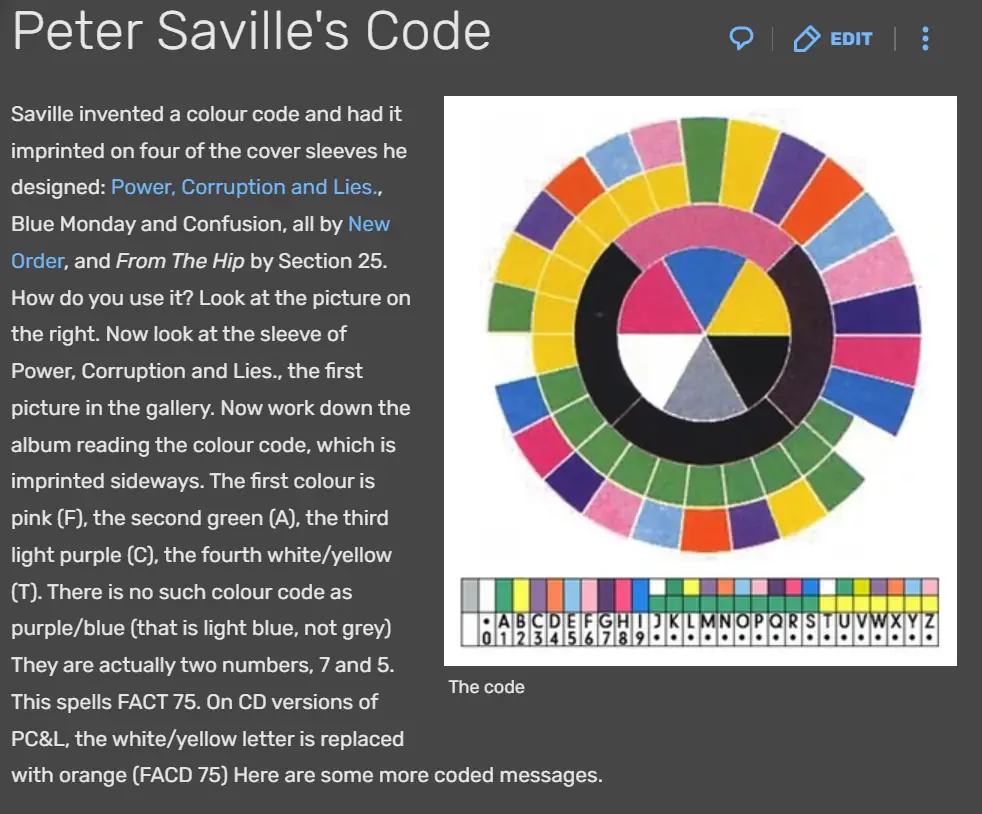 Peter Saville's Code
EDIT
Saville invented a colour code and had it
imprinted on four of the cover sleeves he
designed: Power, Corruption and Lies.,
Blue Monday and Confusion, all by New
Order, and From The Hip by Section 25.
How do you use it? Look at the picture on
the right. Now look at the sleeve of
Power, Corruption and Lies., the first
picture in the gallery. Now work down the
album reading the colour code, which is
imprinted sideways. The first colour is
pink (F), the second green (A), the third
light purple (C), the fourth white/yellow
(T). There is no such colour code as
purple/blue (that is light blue, not grey)
They are actually two numbers, 7 and 5.
This spells FACT 75. On CD versions of
PC&L, the white/yellow letter is replaced
with orange (FACD 75) Here are some more coded messages.
• A B C D E F G H I J K L M N O P Q R S T U V W X Y Z
0 1 2 3 4 5 6 7 8 9 • • • • • • • • • • • • • • • • •
The code